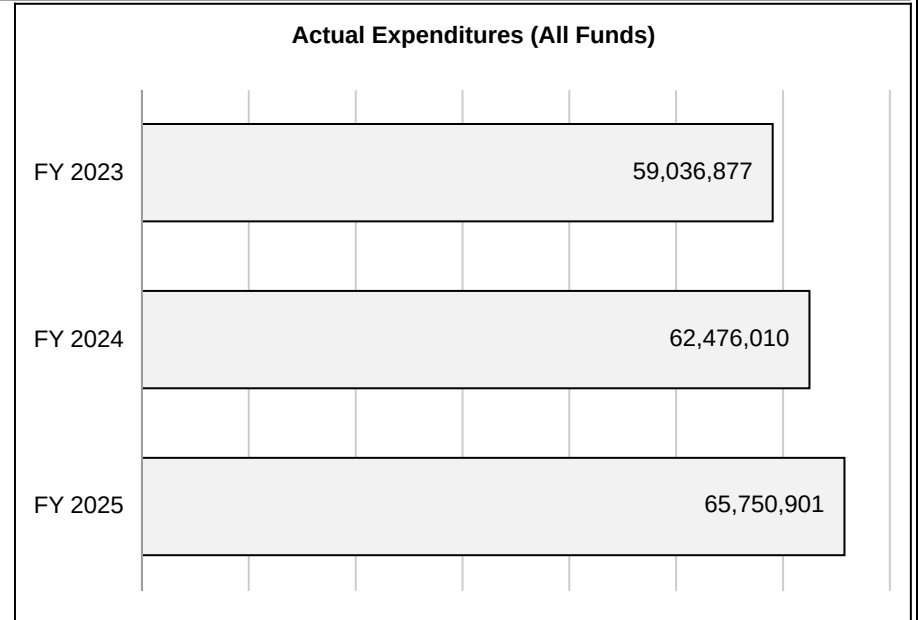 Actual Expenditures (All Funds)
FY 2023 59,036,877
FY 2024 62,476,010
FY 2025 65,750,901